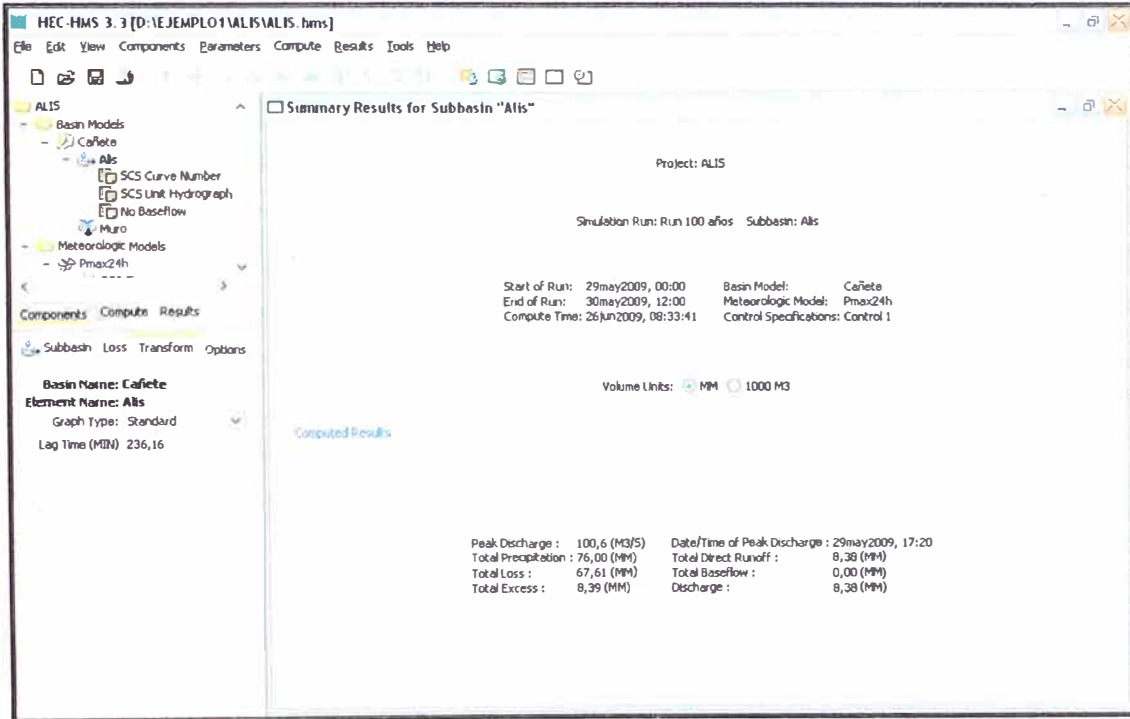 HEC-HMS 3.3 [D:\EJEMPLO1\ALIS\ALIS.hms]
File Edit View Components Parameters Compute Results Tools Help
ALIS
Basin Models
Cañete
Alis
SCS Curve Number
SCS Unit Hydrograph
No Baseflow
Muro
Meteorologic Models
Pmax24h
Components Compute Results
Subbasin Loss Transform Options
Basin Name: Cañete
Element Name: Alis
Graph Type: Standard
Lag Time (MIN) 236,16
Summary Results for Subbasin "Alis"
Project: ALIS
Simulation Run: Run 100 años Subbasin: Alis
Start of Run: 29may2009, 00:00 Basin Model: Cañete
End of Run: 30may2009, 12:00 Meteorologic Model: Pmax24h
Compute Time: 26jun2009, 08:33:41 Control Specifications: Control 1
Volume Units: MM 1000 M3
Computed Results
Peak Discharge : 100,6 (M3/S) Date/Time of Peak Discharge : 29may2009, 17:20
Total Precipitation : 76,00 (MM) Total Direct Runoff : 8,38 (MM)
Total Loss : 67,61 (MM) Total Baseflow : 0,00 (MM)
Total Excess : 8,39 (MM) Discharge : 8,38 (MM)